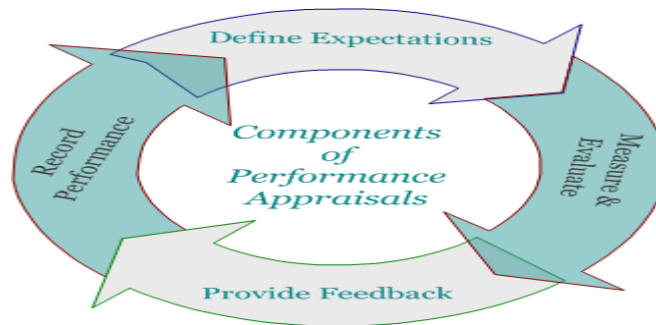 Define Expectations
Measure &
Evaluate
Provide Feedback
Record
Performance
Components
of
Performance
Appraisals